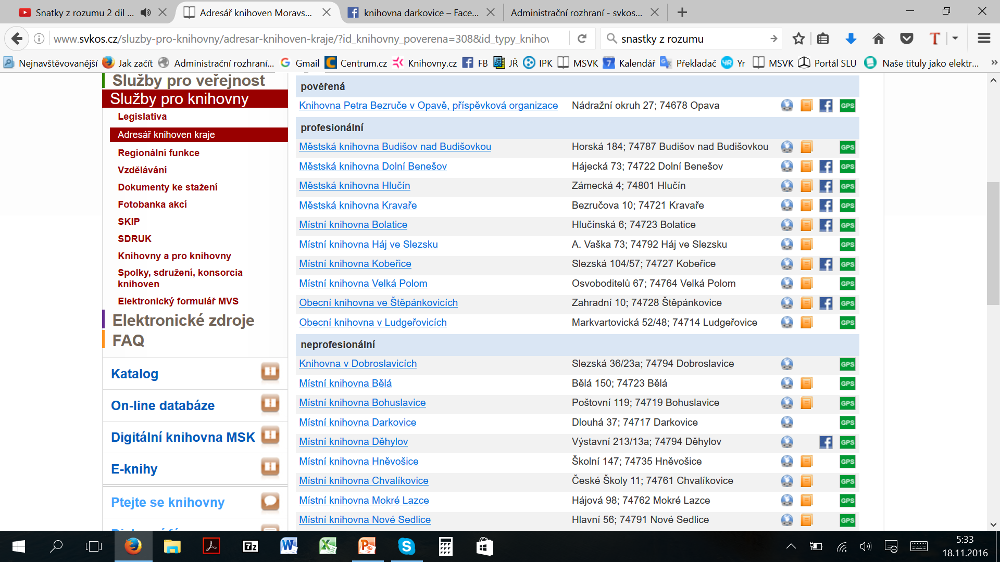 Snatky z rozumu 2 dil ...
Adresář knihoven Moravs...
knihovna darkovice – Face...
Administrační rozhraní - svkos...
www.svkos.cz/sluzby-pro-knihovny/adresar-knihoven-kraje/?id_knihovny_poverena=308&id_typy_knihov
snastky z rozumu
Nejnavštěvovanější
Jak začít
Administrační rozhraní...
Gmail
Centrum.cz
Knihovny.cz
FB
JŘ
IPK
MSVK
7
Kalendář
Překladač
YR
Yr
MSVK
Portál SLU
Naše tituly jako elektr...
Služby pro veřejnost
Služby pro knihovny
Legislativa
Adresář knihoven kraje
Regionální funkce
Vzdělávání
Dokumenty ke stažení
Fotobanka akcí
SKIP
SDRUK
Knihovny a pro knihovny
Spolky, sdružení, konsorcia
knihoven
Elektronický formulář MVS
Elektronické zdroje
FAQ
Katalog
On-line databáze
Digitální knihovna MSK
E-knihy
Ptejte se knihovny
pověřená
Knihovna Petra Bezruče v Opavě, příspěvková organizace Nádražní okruh 27; 74678 Opava GPS
profesionální
Městská knihovna Budišov nad Budišovkou Horská 184; 74787 Budišov nad Budišovkou GPS
Městská knihovna Dolní Benešov Hájecká 73; 74722 Dolní Benešov GPS
Městská knihovna Hlučín Zámecká 4; 74801 Hlučín GPS
Městská knihovna Kravaře Bezručova 10; 74721 Kravaře GPS
Místní knihovna Bolatice Hlučínská 6; 74723 Bolatice GPS
Místní knihovna Háj ve Slezsku A. Vaška 73; 74792 Háj ve Slezsku GPS
Místní knihovna Kobeřice Slezská 104/57; 74727 Kobeřice GPS
Místní knihovna Velká Polom Osvoboditelů 67; 74764 Velká Polom GPS
Obecní knihovna ve Štěpánkovicích Zahradní 10; 74728 Štěpánkovice GPS
Obecní knihovna v Ludgeřovicích Markvartovická 52/48; 74714 Ludgeřovice GPS
neprofesionální
Knihovna v Dobroslavicích Slezská 36/23a; 74794 Dobroslavice GPS
Místní knihovna Bělá Bělá 150; 74723 Bělá GPS
Místní knihovna Bohuslavice Poštovní 119; 74719 Bohuslavice GPS
Místní knihovna Darkovice Dlouhá 37; 74717 Darkovice GPS
Místní knihovna Děhylov Výstavní 213/13a; 74794 Děhylov GPS
Místní knihovna Hněvošice Školní 147; 74735 Hněvošice GPS
Místní knihovna Chvalíkovice České Školy 11; 74761 Chvalíkovice GPS
Místní knihovna Mokré Lazce Hájová 98; 74762 Mokré Lazce GPS
Místní knihovna Nové Sedlice Hlavní 56; 74791 Nové Sedlice GPS
7z
5:33
18.11.2016